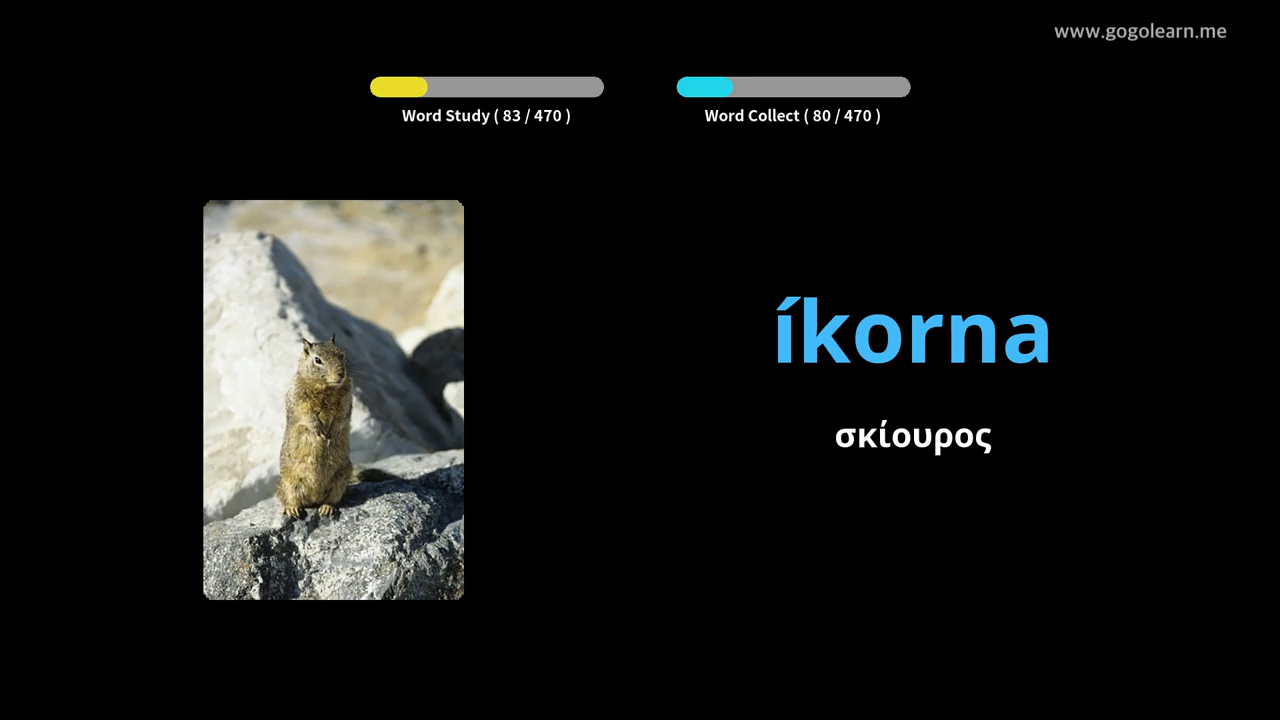 www.gogolearn.me
Word Study ( 83 / 470 )
Word Collect ( 80 / 470 )
íkorna
σκίουρος